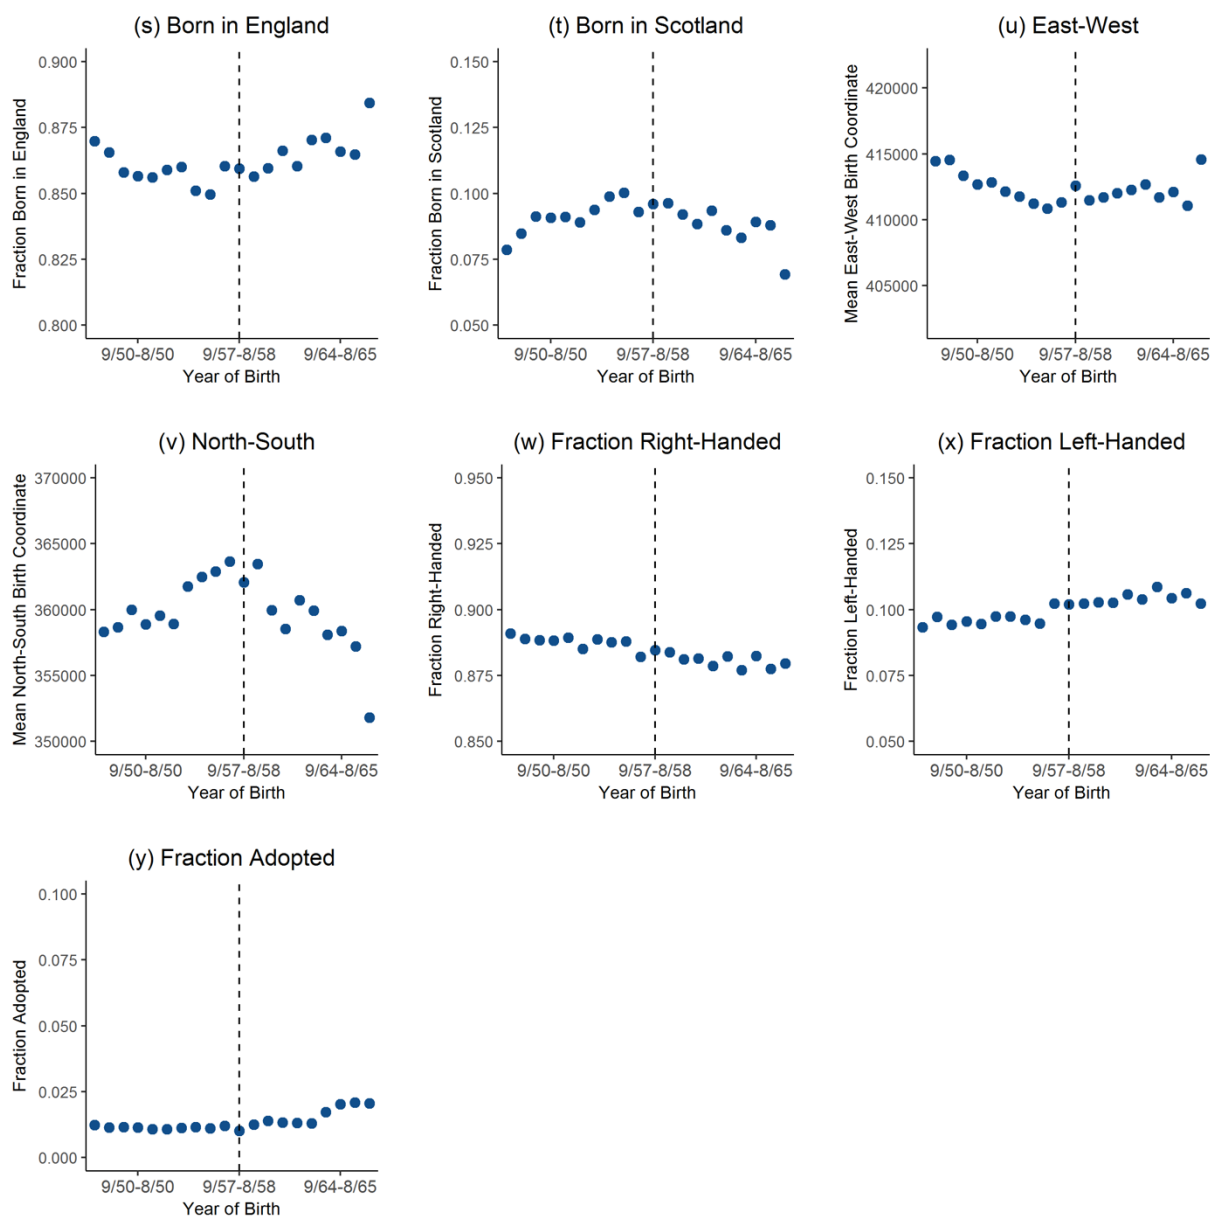 (s) Born in England
Fraction Born in England
0.900
0.875
0.850
0.825
0.800
9/50-8/50
9/57-8/58
9/64-8/65
Year of Birth
(t) Born in Scotland
Fraction Born in Scotland
0.150
0.125
0.100
0.075
0.050
9/50-8/50
9/57-8/58
9/64-8/65
Year of Birth
(u) East-West
Mean East-West Birth Coordinate
420000
415000
410000
405000
9/50-8/50
9/57-8/58
9/64-8/65
Year of Birth
(v) North-South
Mean North-South Birth Coordinate
370000
365000
360000
355000
350000
9/50-8/50
9/57-8/58
9/64-8/65
Year of Birth
(w) Fraction Right-Handed
Fraction Right-Handed
0.950
0.925
0.900
0.875
0.850
9/50-8/50
9/57-8/58
9/64-8/65
Year of Birth
(x) Fraction Left-Handed
Fraction Left-Handed
0.150
0.125
0.100
0.075
0.050
9/50-8/50
9/57-8/58
9/64-8/65
Year of Birth
(y) Fraction Adopted
Fraction Adopted
0.100
0.075
0.050
0.025
0.000
9/50-8/50
9/57-8/58
9/64-8/65
Year of Birth